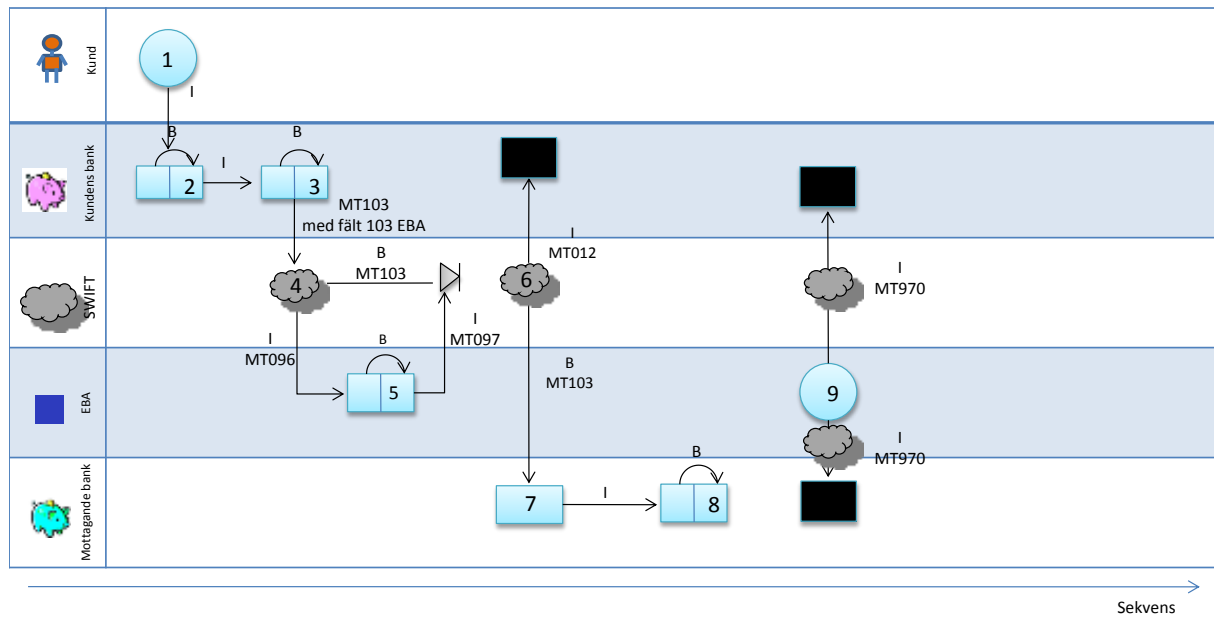 Kund
1
I
Kundens bank
B
2
I
B
3
MT103
med fält 103 EBA
I
MT012
SWIFT
4
B
MT103
6
I
MT970
I
MT096
I
MT097
EBA
B
5
B
MT103
9
I
MT970
Mottagande bank
7
I
B
8
Sekvens